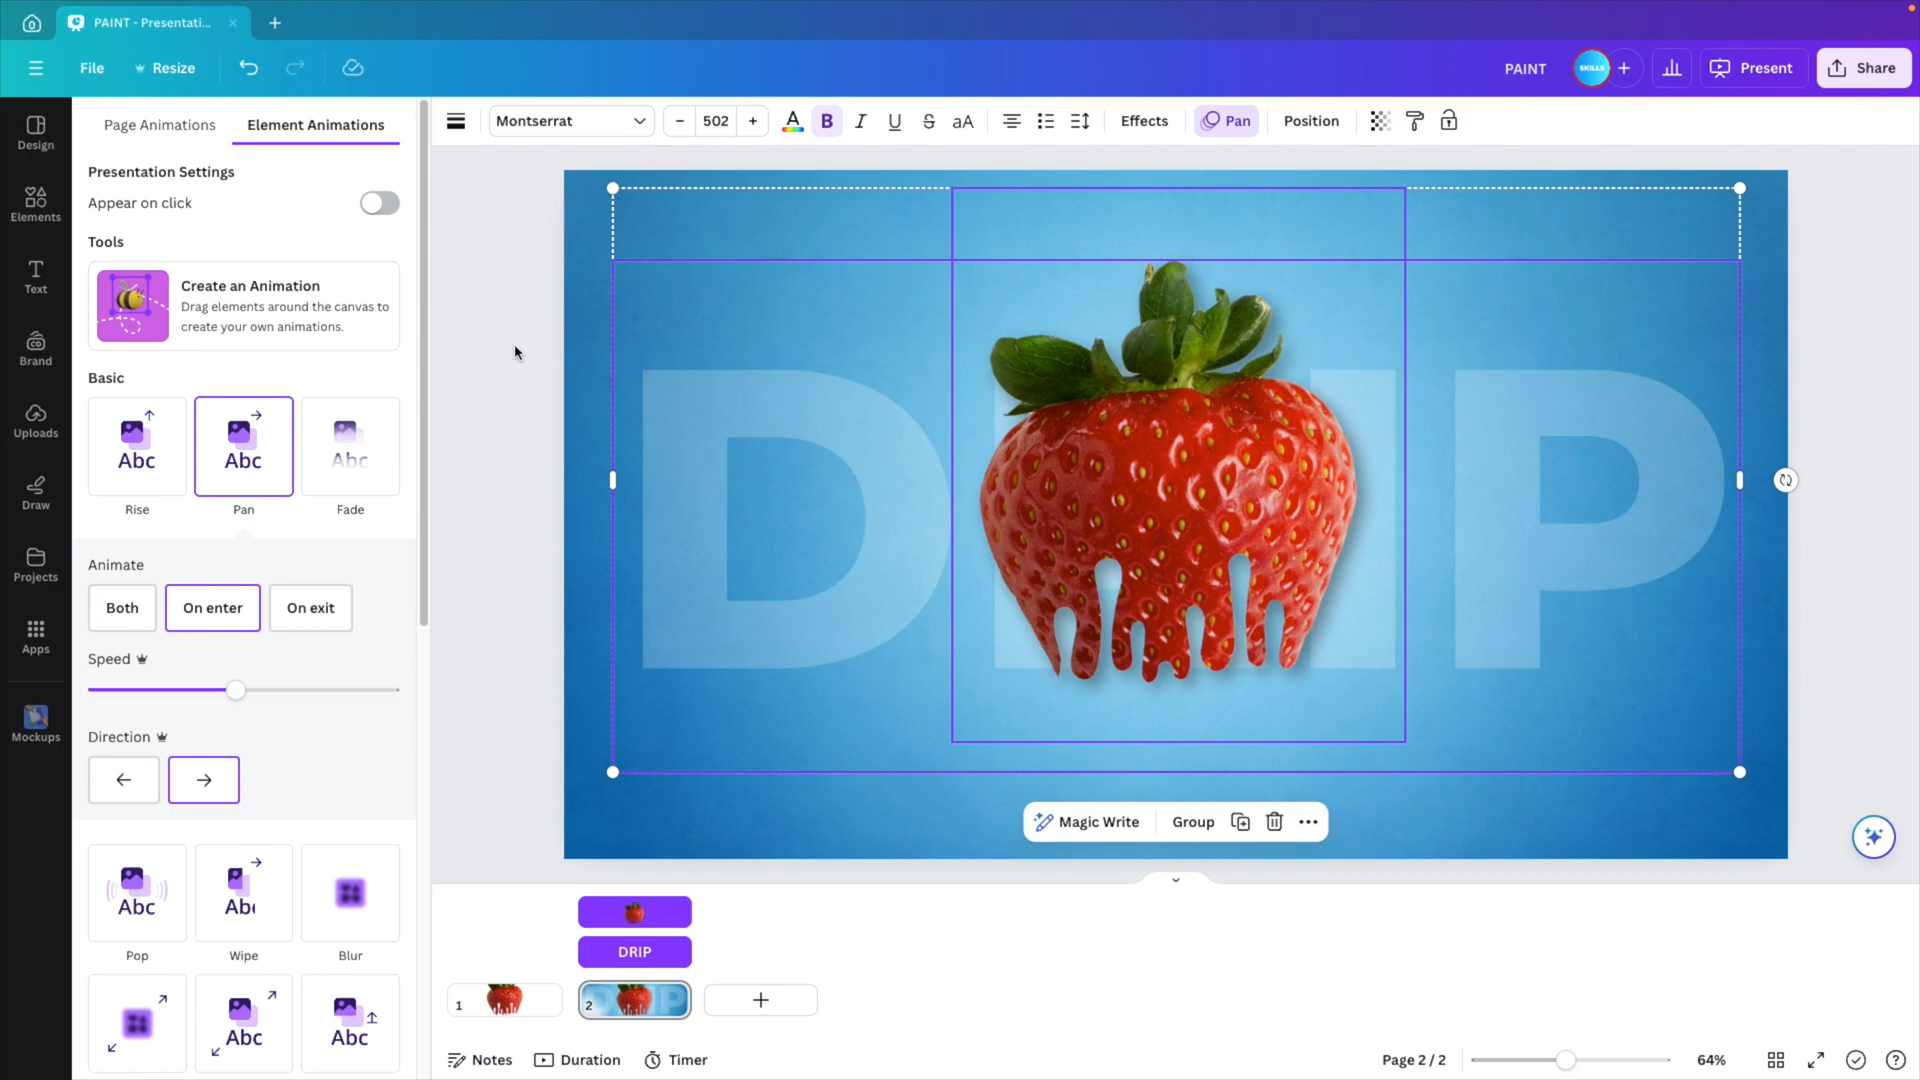 PAINT - Presentati...
File
Resize
PAINT
SKILLS
Present
Share
Design
Elements
Text
Brand
Uploads
Draw
Projects
Apps
Mockups
Page Animations
Element Animations
Presentation Settings
Appear on click
Tools
Create an Animation
Drag elements around the canvas to
create your own animations.
Basic
Abc
Abc
Abc
Rise
Pan
Fade
Animate
Both
On enter
On exit
Speed
Direction
Abc
Abc
Pop
Wipe
Blur
Abc
Abc
Montserrat
− 502 +
A
B
I
U
S
aA
Effects
Pan
Position
DRIP
Magic Write
Group
DRIP
1
2
Notes
Duration
Timer
Page 2 / 2
64%